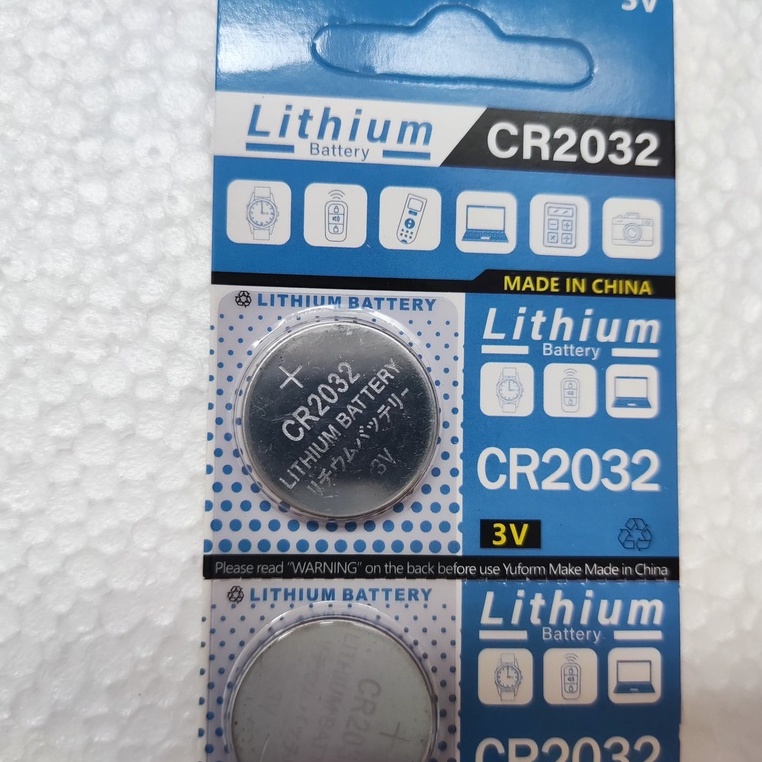 3V
Lithium
Battery
CR2032
MADE IN CHINA
LITHIUM BATTERY
Lithium
Battery
+
CR2032
LITHIUM BATTERY
リチウムバッテリー
3V
CR2032
3V
Please read "WARNING" on the back before use Yuform Make Made in China
LITHIUM BATTERY
Lithium
Battery
CR2032